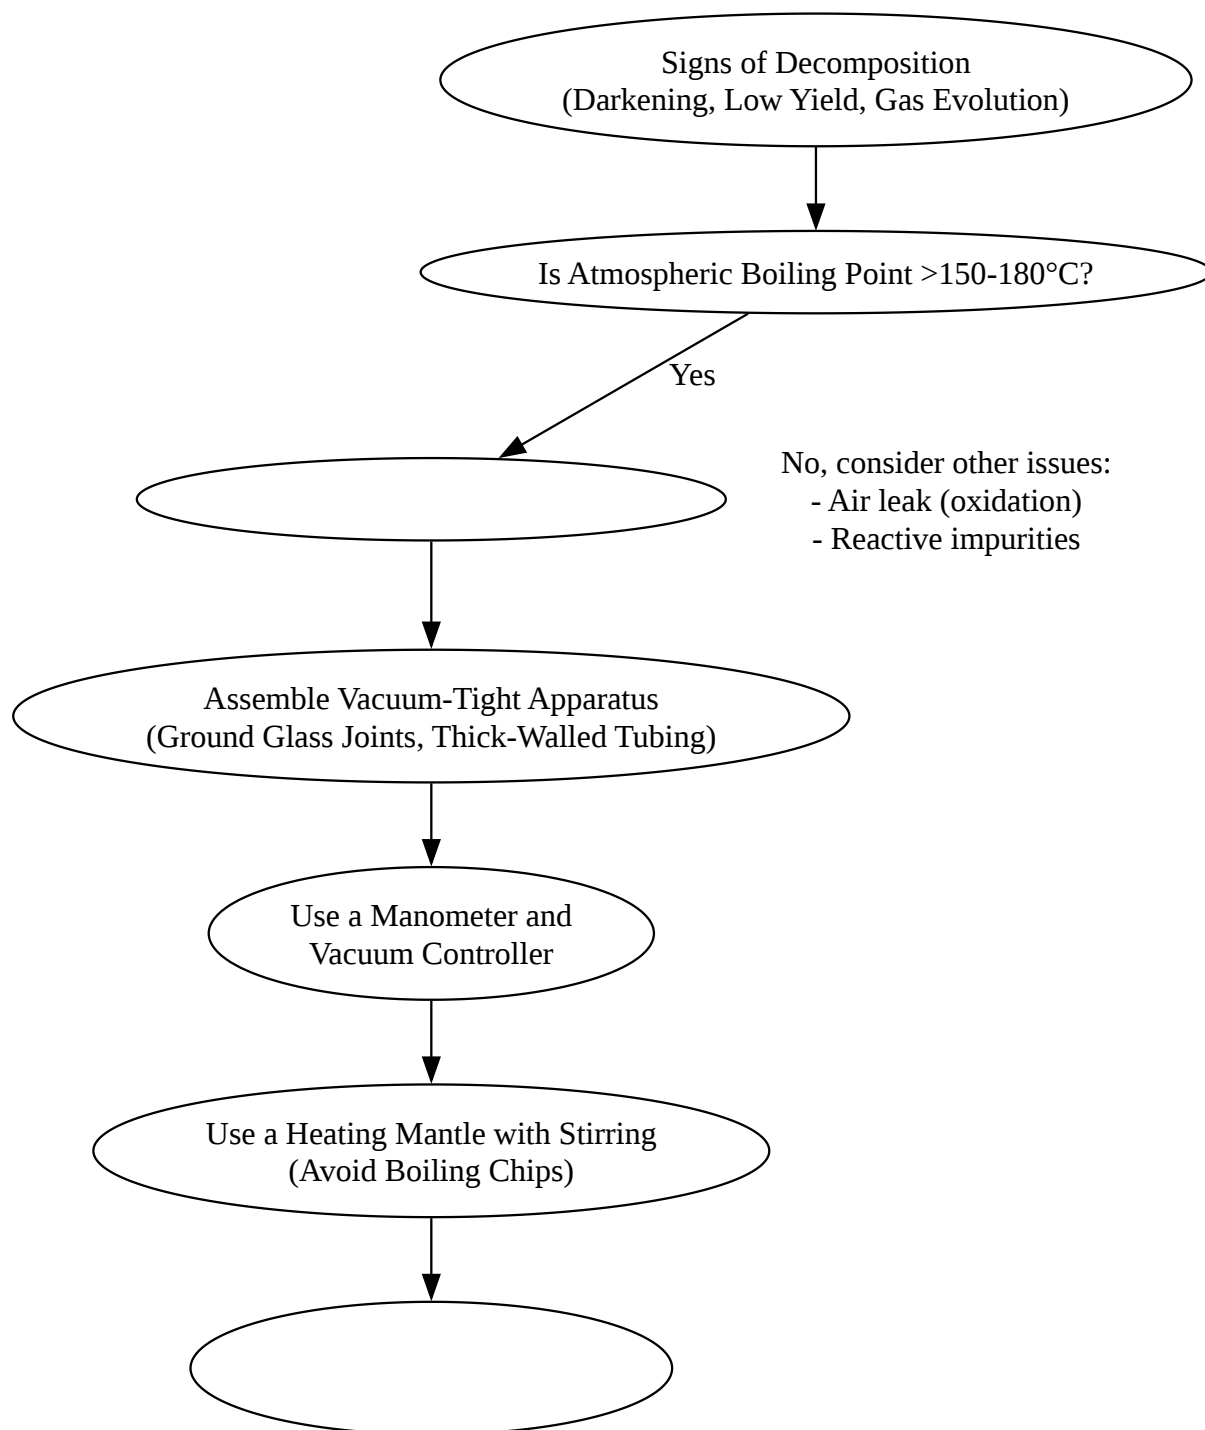 Signs of Decomposition
(Darkening, Low Yield, Gas Evolution)
Is Atmospheric Boiling Point >150-180°C?
Yes
No, consider other issues:
- Air leak (oxidation)
- Reactive impurities
Assemble Vacuum-Tight Apparatus
(Ground Glass Joints, Thick-Walled Tubing)
Use a Manometer and
Vacuum Controller
Use a Heating Mantle with Stirring
(Avoid Boiling Chips)